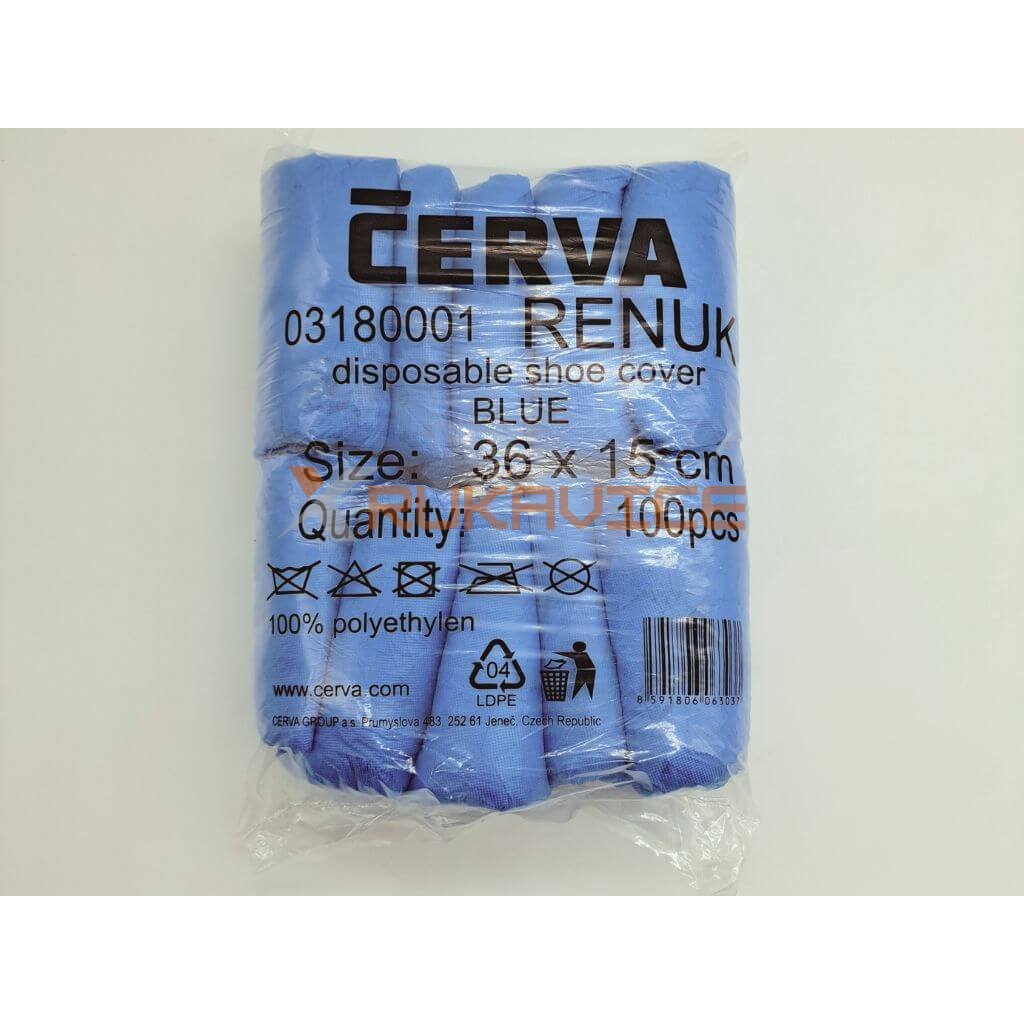 ČERVA
03180001 RENUK
disposable shoe cover
BLUE
Size: 36 x 15 cm
RUKAVICE
Quantity: 100pcs
100% polyethylen
04
LDPE
www.cerva.com
CERVA GROUP a.s. Prumyslova 483, 252 61 Jeneč, Czech Republic
8 591806 063037